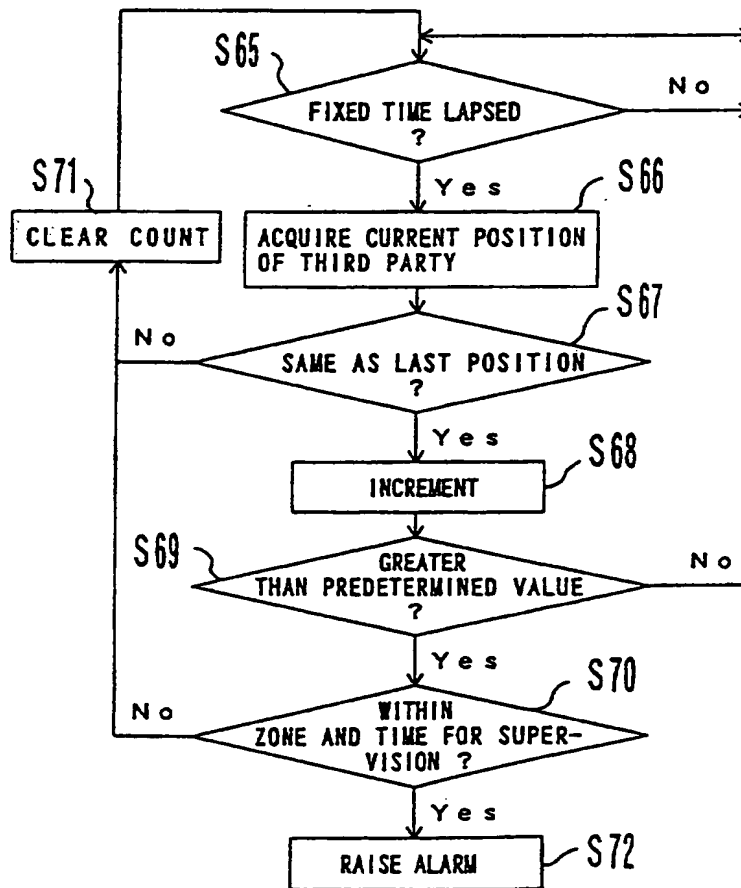 S65
FIXED TIME LAPSED
?
No
Yes
S71
CLEAR COUNT
S66
ACQUIRE CURRENT POSITION
OF THIRD PARTY
S67
No
SAME AS LAST POSITION
?
Yes
S68
INCREMENT
S69
GREATER
THAN PREDETERMINED VALUE
?
No
Yes
S70
No
WITHIN
ZONE AND TIME FOR SUPER-
VISION ?
Yes
S72
RAISE ALARM